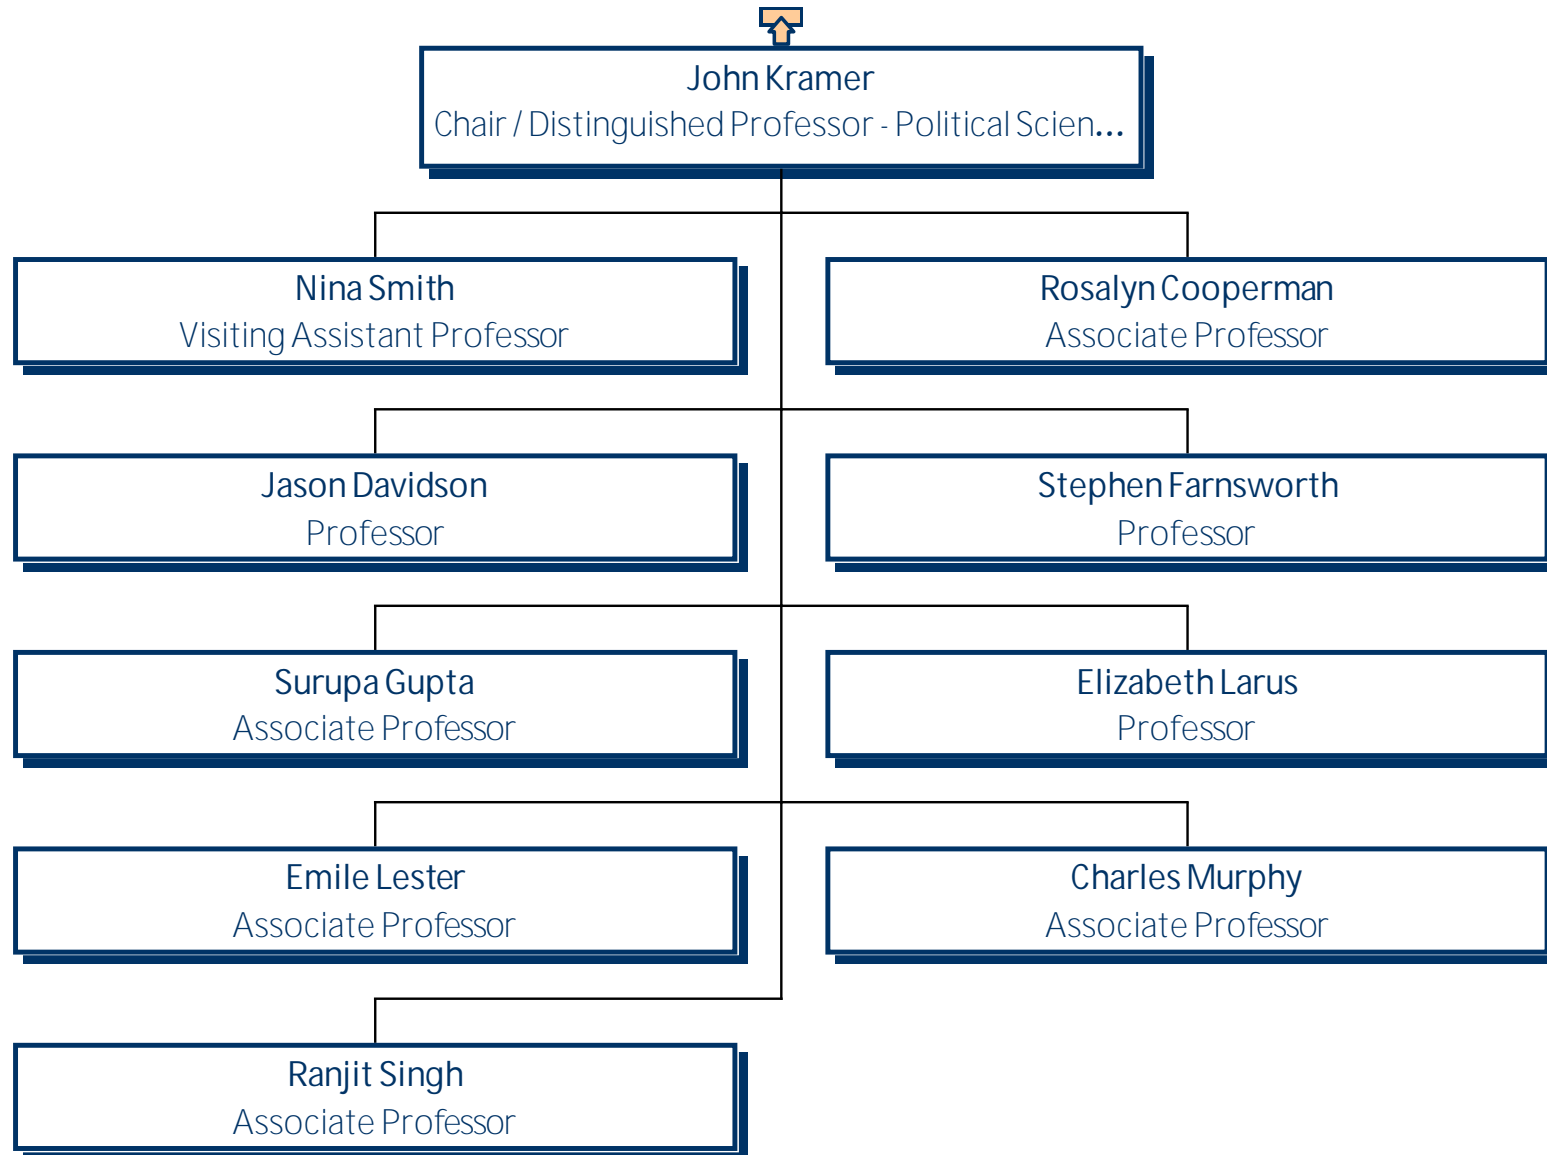 John Kramer
Chair / Distinguished Professor - Political Scien...
Nina Smith
Visiting Assistant Professor
Rosalyn Cooperman
Associate Professor
Jason Davidson
Professor
Stephen Farnsworth
Professor
Surupa Gupta
Associate Professor
Elizabeth Larus
Professor
Emile Lester
Associate Professor
Charles Murphy
Associate Professor
Ranjit Singh
Associate Professor